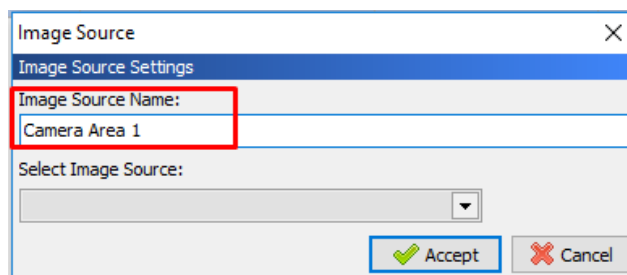 Image Source
Image Source Settings
Image Source Name:
Camera Area 1
Select Image Source:
Accept Cancel